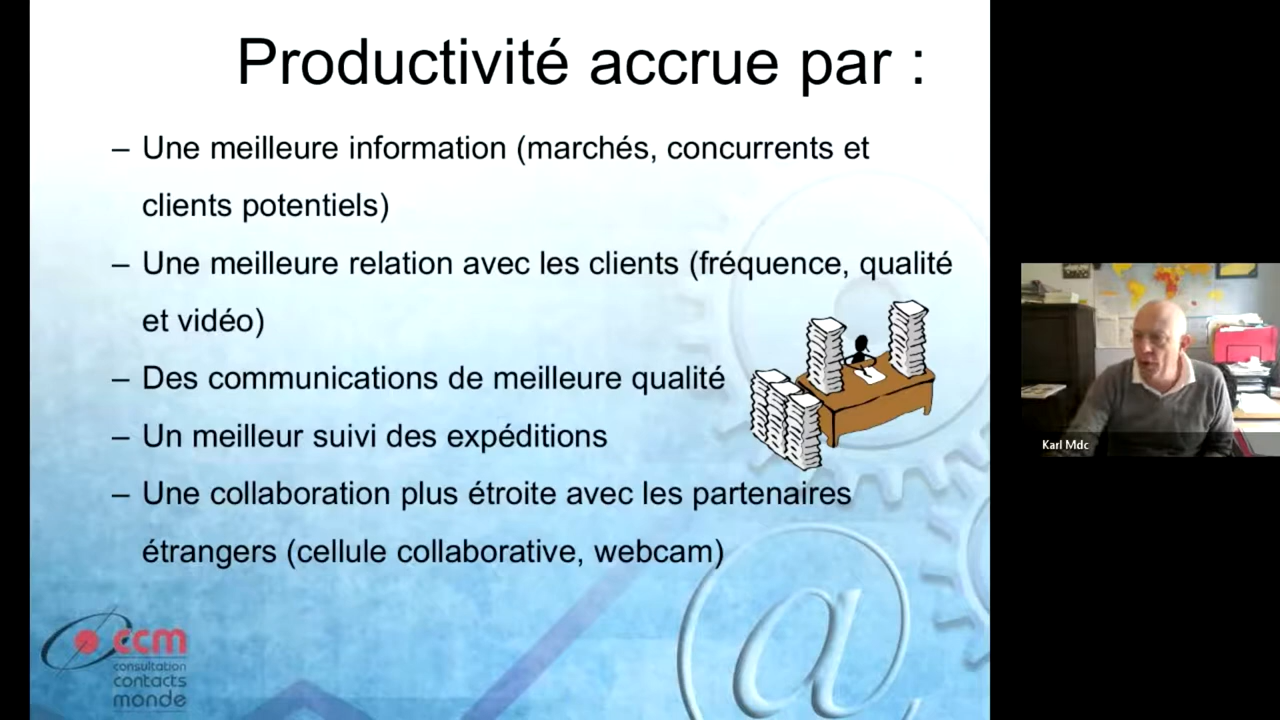 Productivité accrue par :
– Une meilleure information (marchés, concurrents et
clients potentiels)
– Une meilleure relation avec les clients (fréquence, qualité
et vidéo)
– Des communications de meilleure qualité
– Un meilleur suivi des expéditions
– Une collaboration plus étroite avec les partenaires
étrangers (cellule collaborative, webcam)
@
ccm
consultation
contacts
monde
Karl Mdc